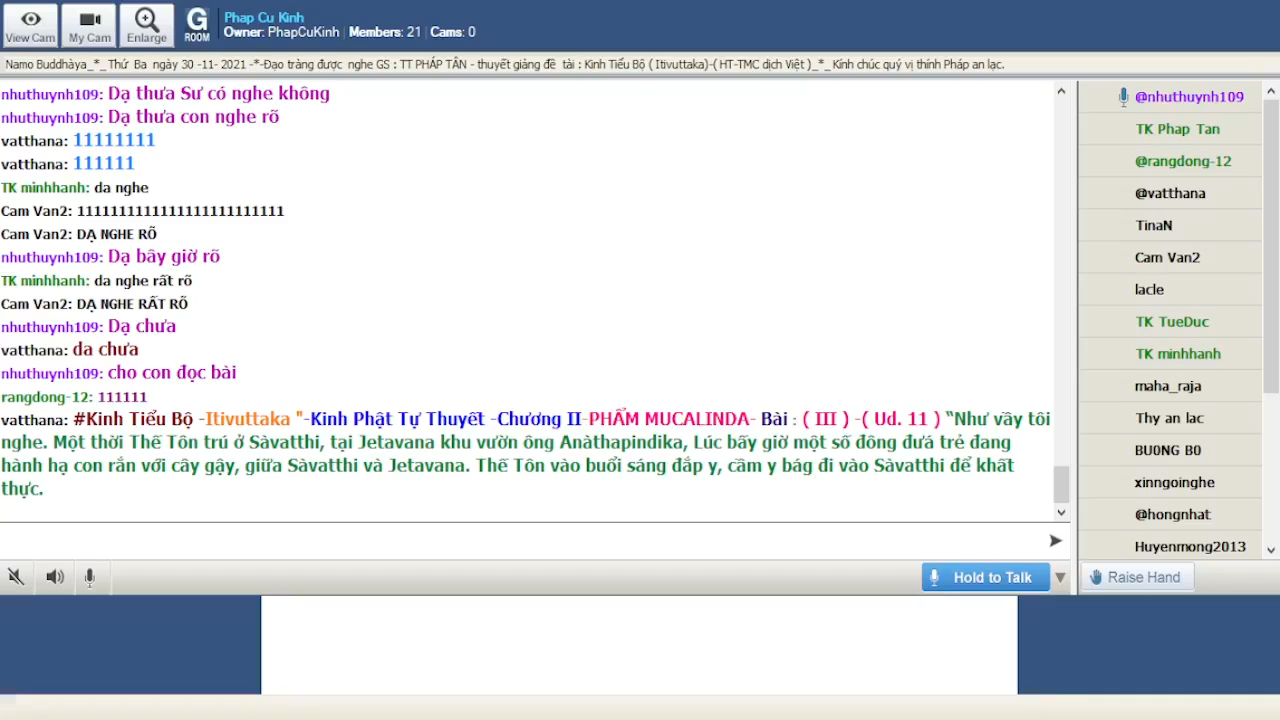 View Cam
My Cam
Enlarge
G
ROOM
Phap Cu Kinh
Owner: PhapCuKinh | Members: 21 | Cams: 0
Namo Buddhàya_*_Thứ Ba ngày 30 -11- 2021 -*-Đạo tràng được nghe GS : TT PHÁP TÂN - thuyết giảng đề tài : Kinh Tiểu Bộ ( Itivuttaka)-( HT-TMC dịch Việt )_*_ Kính chúc quý vị thính Pháp an lạc.
nhuthuynh109: Dạ thưa Sư có nghe không
nhuthuynh109: Dạ thưa con nghe rõ
vatthana: 11111111
vatthana: 111111
TK minhhanh: da nghe
Cam Van2: 1111111111111111111111111
Cam Van2: DẠ NGHE RÕ
nhuthuynh109: Dạ bây giờ rõ
TK minhhanh: da nghe rất rõ
Cam Van2: DẠ NGHE RẤT RÕ
nhuthuynh109: Dạ chưa
vatthana: da chưa
nhuthuynh109: cho con đọc bài
rangdong-12: 111111
vatthana: #Kinh Tiểu Bộ -Itivuttaka "-Kinh Phật Tự Thuyết -Chương II-PHẨM MUCALINDA- Bài : ( III ) -( Ud. 11 ) “Như vầy tôi
nghe. Một thời Thế Tôn trú ở Sàvatthi, tại Jetavana khu vườn ông Anàthapindika, Lúc bấy giờ một số đông đưá trẻ đang
hành hạ con rắn với cây gậy, giữa Sàvatthi và Jetavana. Thế Tôn vào buổi sáng đắp y, cầm y bág đi vào Sàvatthi để khất
thực.
@nhuthuynh109
TK Phap Tan
@rangdong-12
@vatthana
TinaN
Cam Van2
lacle
TK TueDuc
TK minhhanh
maha_raja
Thy an lac
BU0NG B0
xinngoinghe
@hongnhat
Huyenmong2013
Hold to Talk
Raise Hand